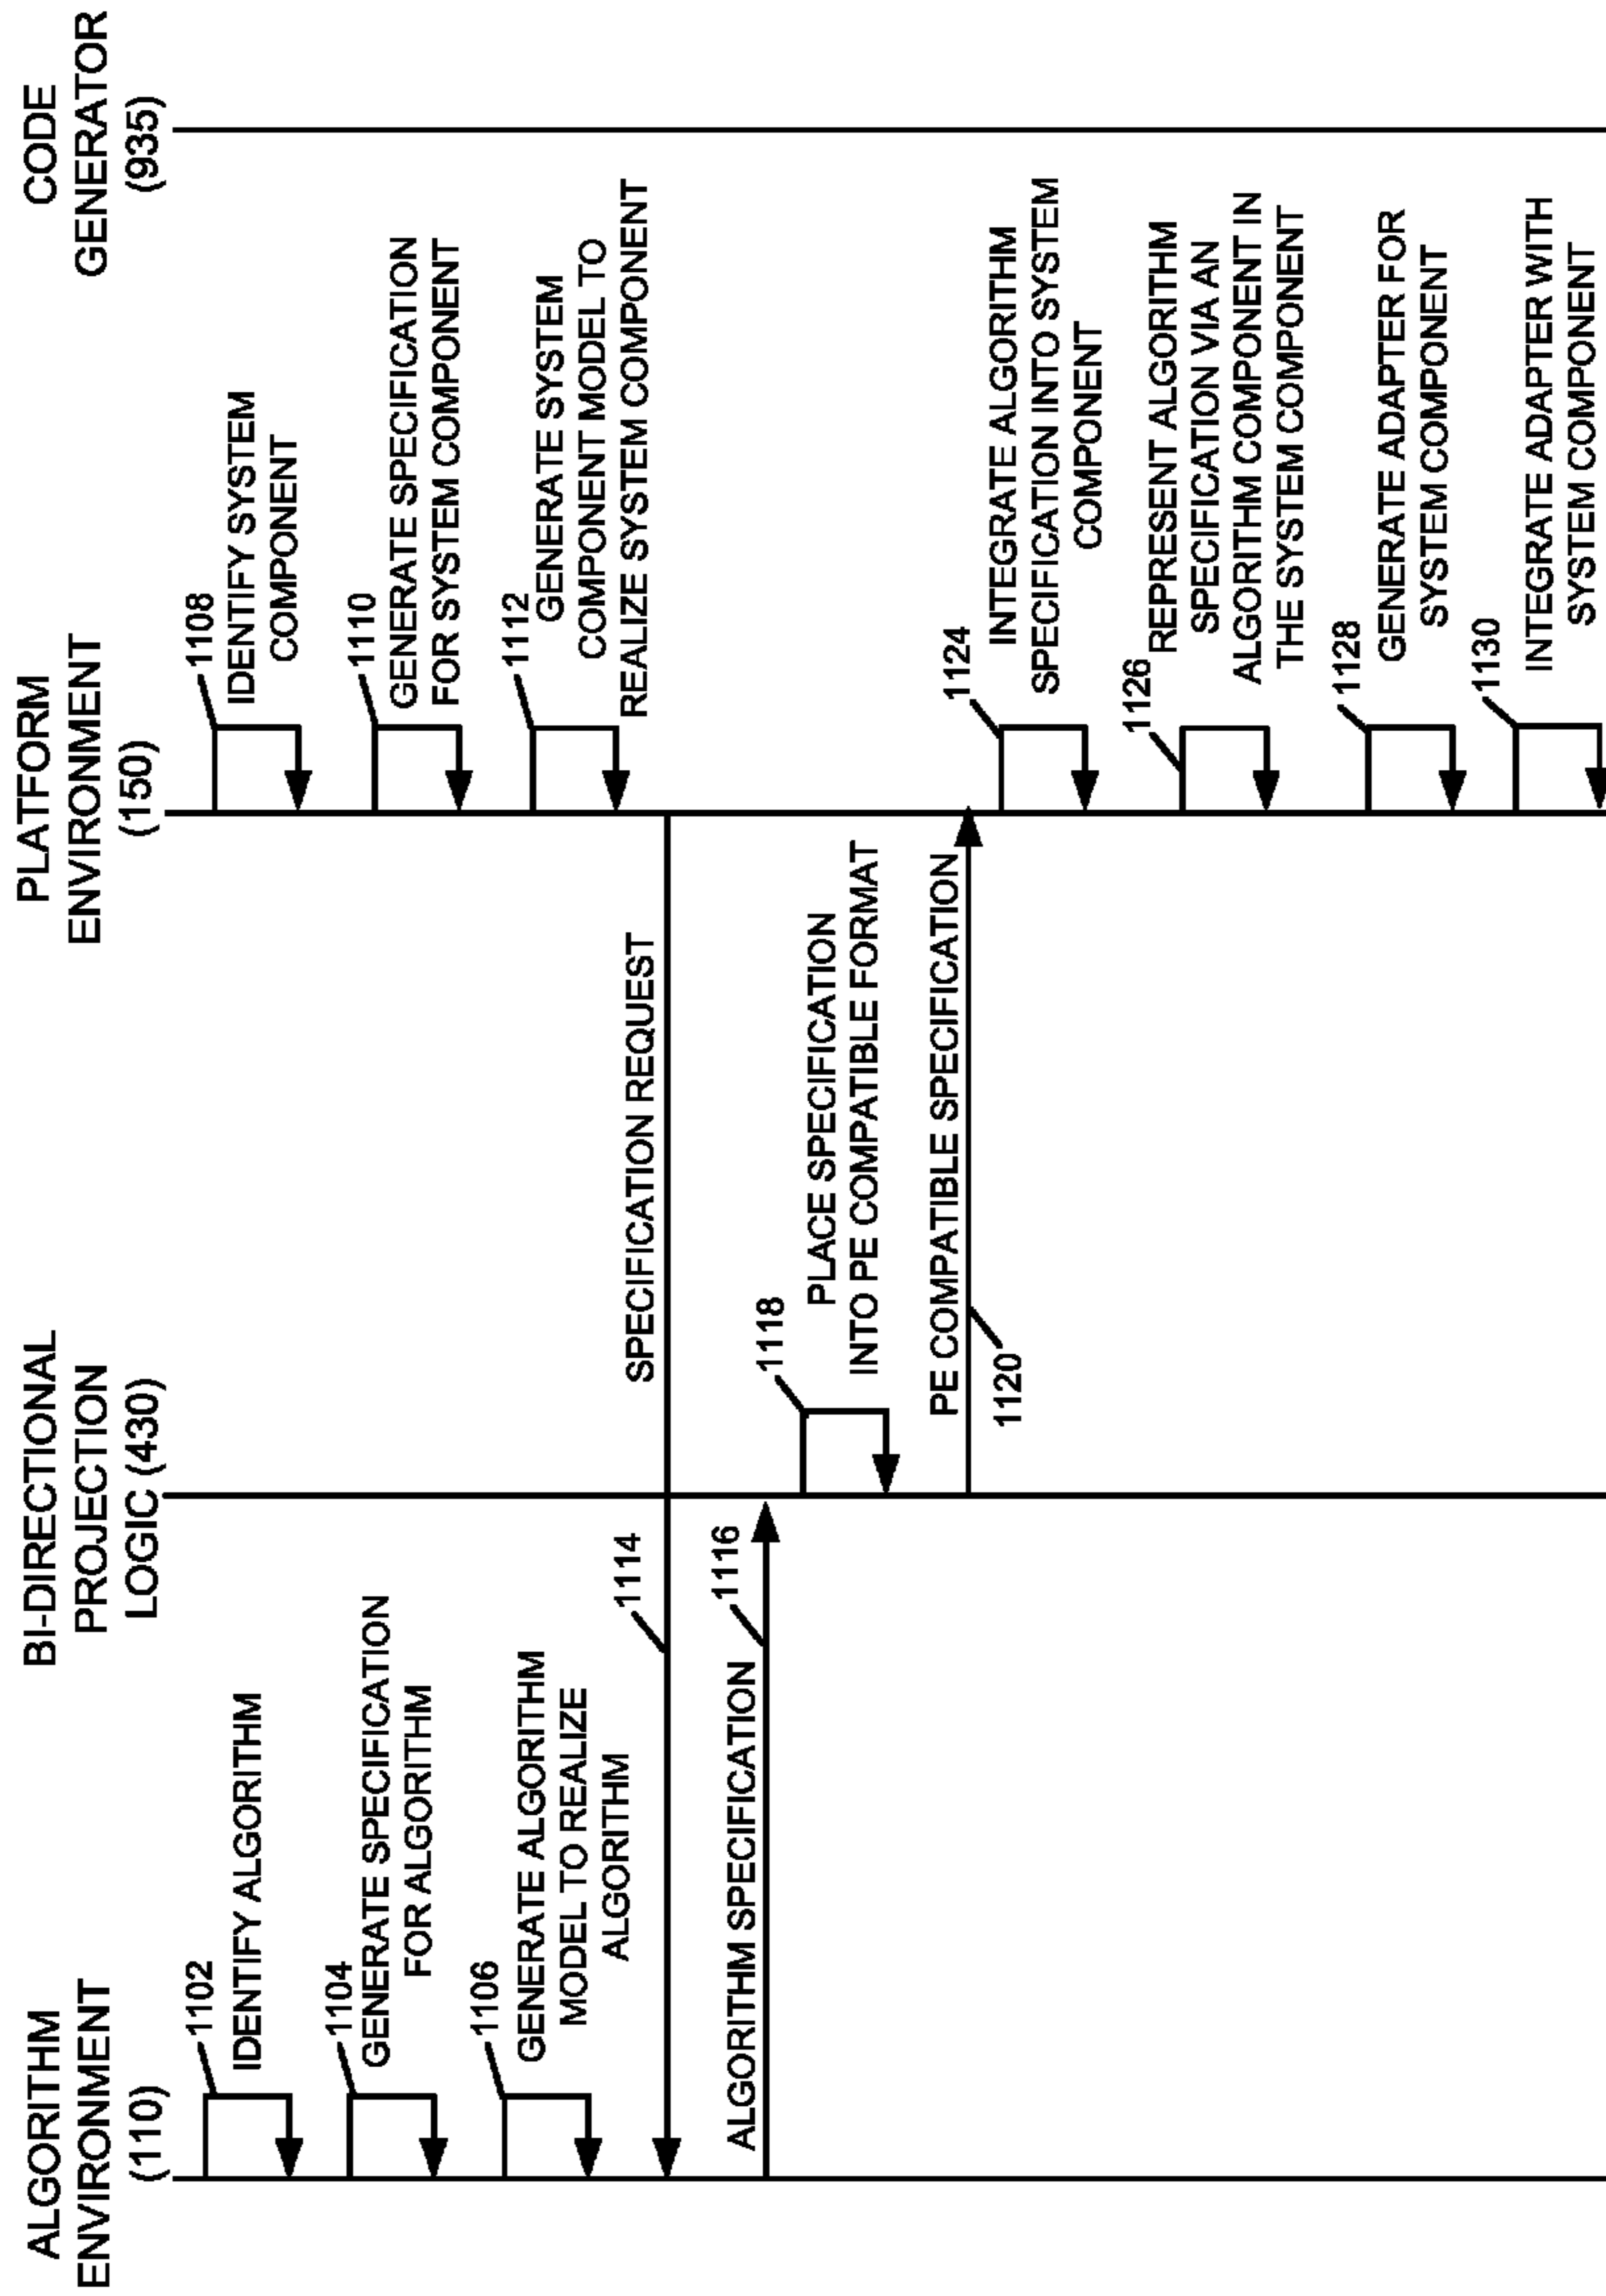 ALGORITHM
ENVIRONMENT
(110)
BI-DIRECTIONAL
PROJECTION
LOGIC (430)
PLATFORM
ENVIRONMENT
(150)
CODE
GENERATOR
(935)
1102
IDENTIFY ALGORITHM
1104
GENERATE SPECIFICATION
FOR ALGORITHM
1106
GENERATE ALGORITHM
MODEL TO REALIZE
ALGORITHM
1108
IDENTIFY SYSTEM
COMPONENT
1110
GENERATE SPECIFICATION
FOR SYSTEM COMPONENT
1112
GENERATE SYSTEM
COMPONENT MODEL TO
REALIZE SYSTEM COMPONENT
1114
SPECIFICATION REQUEST
ALGORITHM SPECIFICATION
1116
1118
PLACE SPECIFICATION
INTO PE COMPATIBLE FORMAT
PE COMPATIBLE SPECIFICATION
1120
1124
INTEGRATE ALGORITHM
SPECIFICATION INTO SYSTEM
COMPONENT
1126
REPRESENT ALGORITHM
SPECIFICATION VIA AN
ALGORITHM COMPONENT IN
THE SYSTEM COMPONENT
1128
GENERATE ADAPTER FOR
SYSTEM COMPONENT
1130
INTEGRATE ADAPTER WITH
SYSTEM COMPONENT